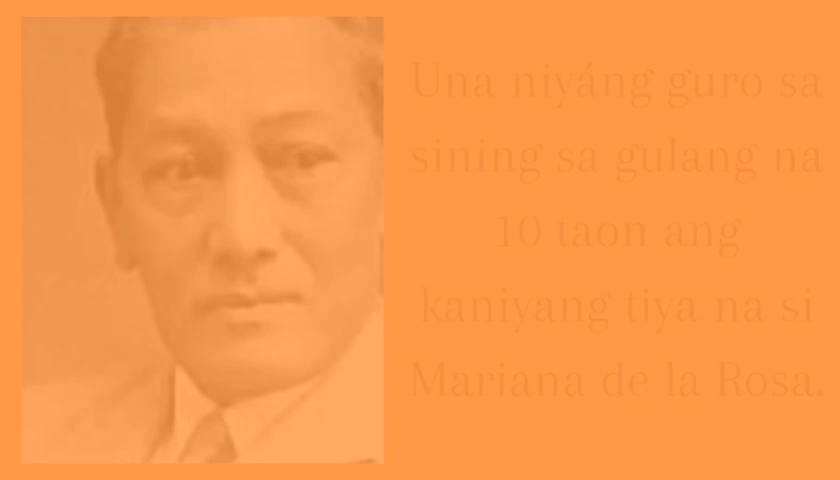 Una niyáng guro sa
sining sa gulang na
10 taon ang
kaniyang tiya na si
Mariana de la Rosa.